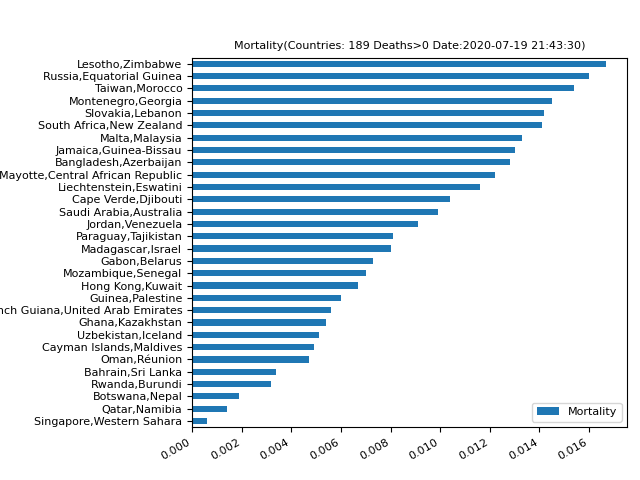 Mortality(Countries: 189 Deaths>0 Date:2020-07-19 21:43:30)
Lesotho,Zimbabwe
Russia,Equatorial Guinea
Taiwan,Morocco
Montenegro,Georgia
Slovakia,Lebanon
South Africa,New Zealand
Malta,Malaysia
Jamaica,Guinea-Bissau
Bangladesh,Azerbaijan
Mayotte,Central African Republic
Liechtenstein,Eswatini
Cape Verde,Djibouti
Saudi Arabia,Australia
Jordan,Venezuela
Paraguay,Tajikistan
Madagascar,Israel
Gabon,Belarus
Mozambique,Senegal
Hong Kong,Kuwait
Guinea,Palestine
nch Guiana,United Arab Emirates
Ghana,Kazakhstan
Uzbekistan,Iceland
Cayman Islands,Maldives
Oman,Réunion
Bahrain,Sri Lanka
Rwanda,Burundi
Botswana,Nepal
Qatar,Namibia
Singapore,Western Sahara
Mortality
0.000 0.002 0.004 0.006 0.008 0.010 0.012 0.014 0.016